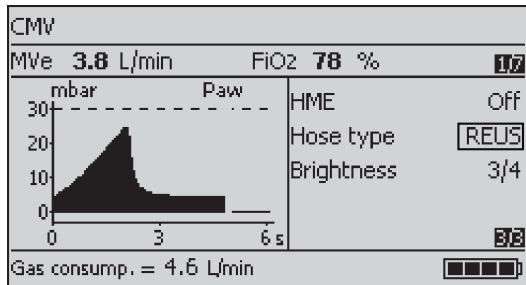 CMV
MVe 3.8 L/min FiO2 78 % 1/7
mbar Paw
30
20
10
0
0 3 6 s
HME Off
Hose type REUS
Brightness 3/4
3/3
Gas consump. = 4.6 L/min